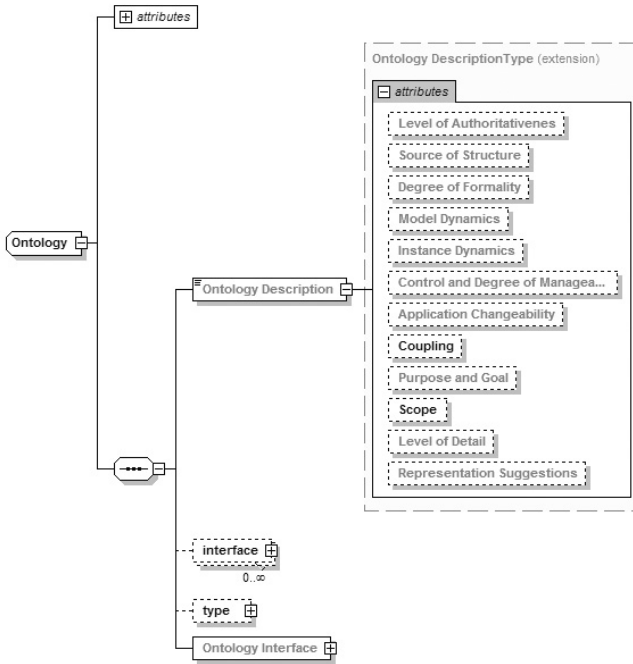 attributes
Ontology DescriptionType (extension)
attributes
Level of Authoritativenes
Source of Structure
Degree of Formality
Model Dynamics
Ontology
Instance Dynamics
Ontology Description
Control and Degree of Managea...
Application Changeability
Coupling
Purpose and Goal
Scope
Level of Detail
Representation Suggestions
interface
0..∞
type
Ontology Interface